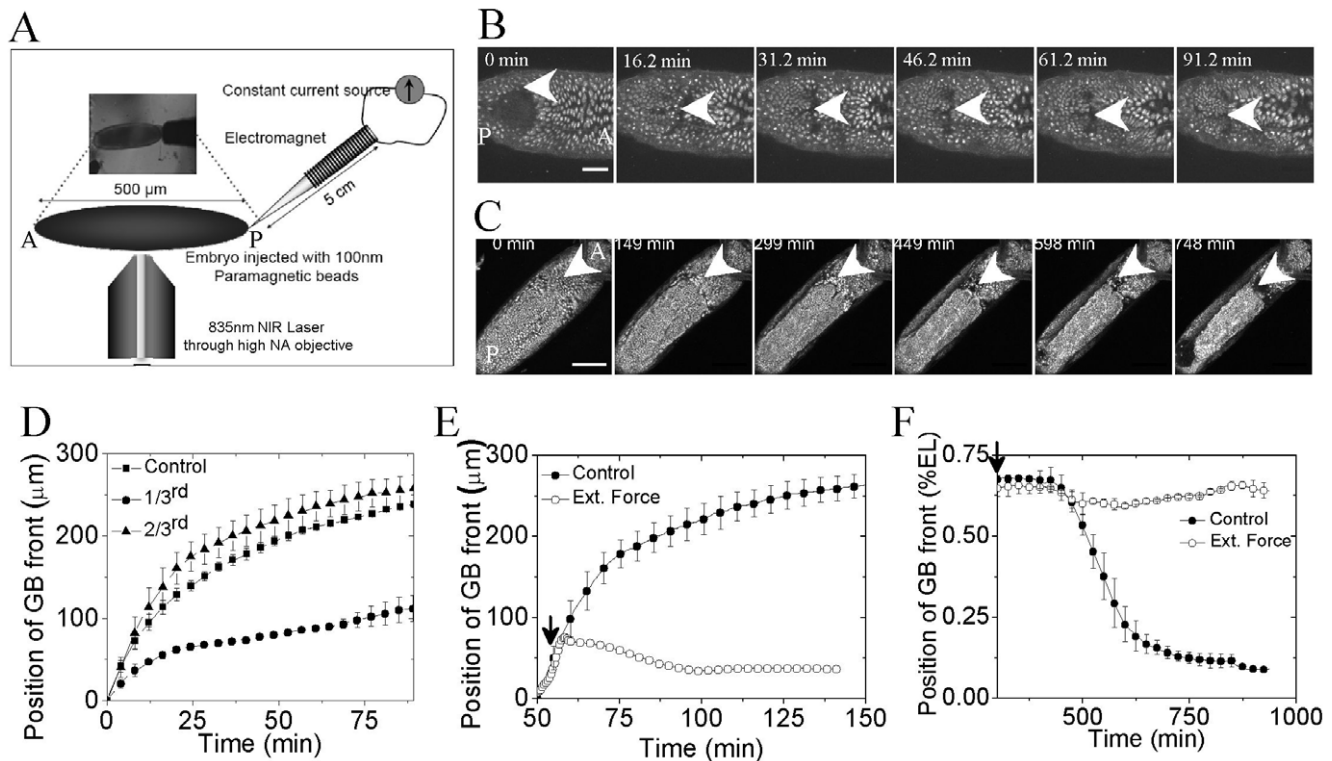 A
Constant current source
Electromagnet
5 cm
500 µm
A
P
Embryo injected with 100nm
Paramagnetic beads
835nm NIR Laser
through high NA objective
B
0 min
16.2 min
31.2 min
46.2 min
61.2 min
91.2 min
P
A
C
0 min
149 min
299 min
449 min
598 min
748 min
A
P
D
Position of GB front (µm)
300
200
100
0
Control
1/3rd
2/3rd
0
25
50
75
Time (min)
E
Position of GB front (µm)
300
200
100
0
Control
Ext. Force
50
75
100
125
150
Time (min)
F
Position of GB front (%EL)
0.75
0.50
0.25
0.00
Control
Ext. Force
500
750
1000
Time (min)